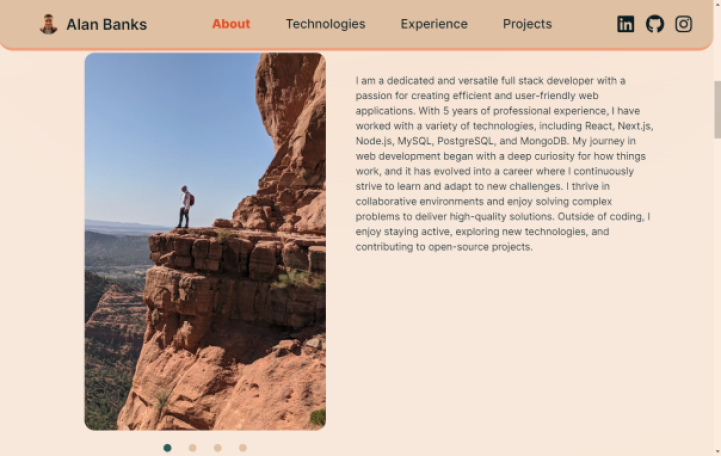 Alan Banks
About
Technologies
Experience
Projects
I am a dedicated and versatile full stack developer with a
passion for creating efficient and user-friendly web
applications. With 5 years of professional experience, I have
worked with a variety of technologies, including React, Next.js,
Node.js, MySQL, PostgreSQL, and MongoDB. My journey in
web development began with a deep curiosity for how things
work, and it has evolved into a career where I continuously
strive to learn and adapt to new challenges. I thrive in
collaborative environments and enjoy solving complex
problems to deliver high-quality solutions. Outside of coding, I
enjoy staying active, exploring new technologies, and
contributing to open-source projects.